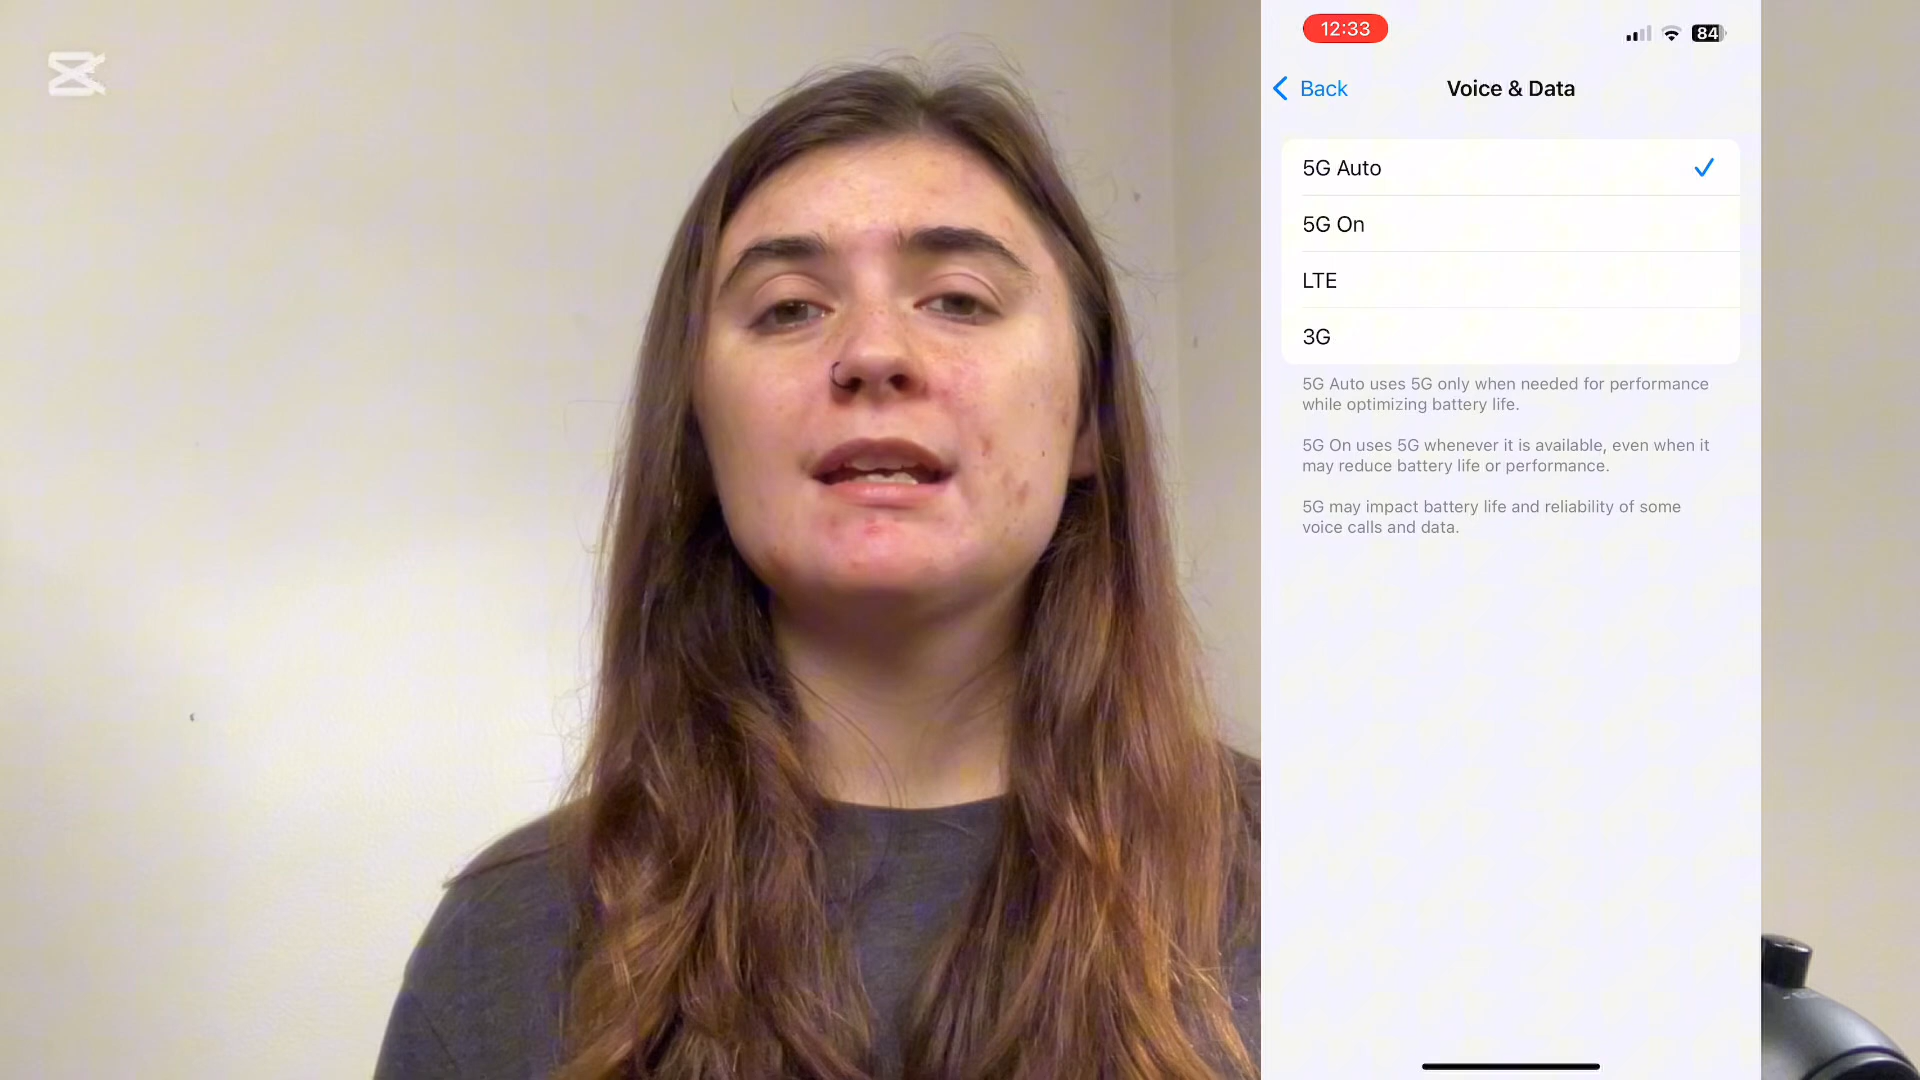 12:33
84
Back
Voice & Data
5G Auto
5G On
LTE
3G
5G Auto uses 5G only when needed for performance
while optimizing battery life.
5G On uses 5G whenever it is available, even when it
may reduce battery life or performance.
5G may impact battery life and reliability of some
voice calls and data.